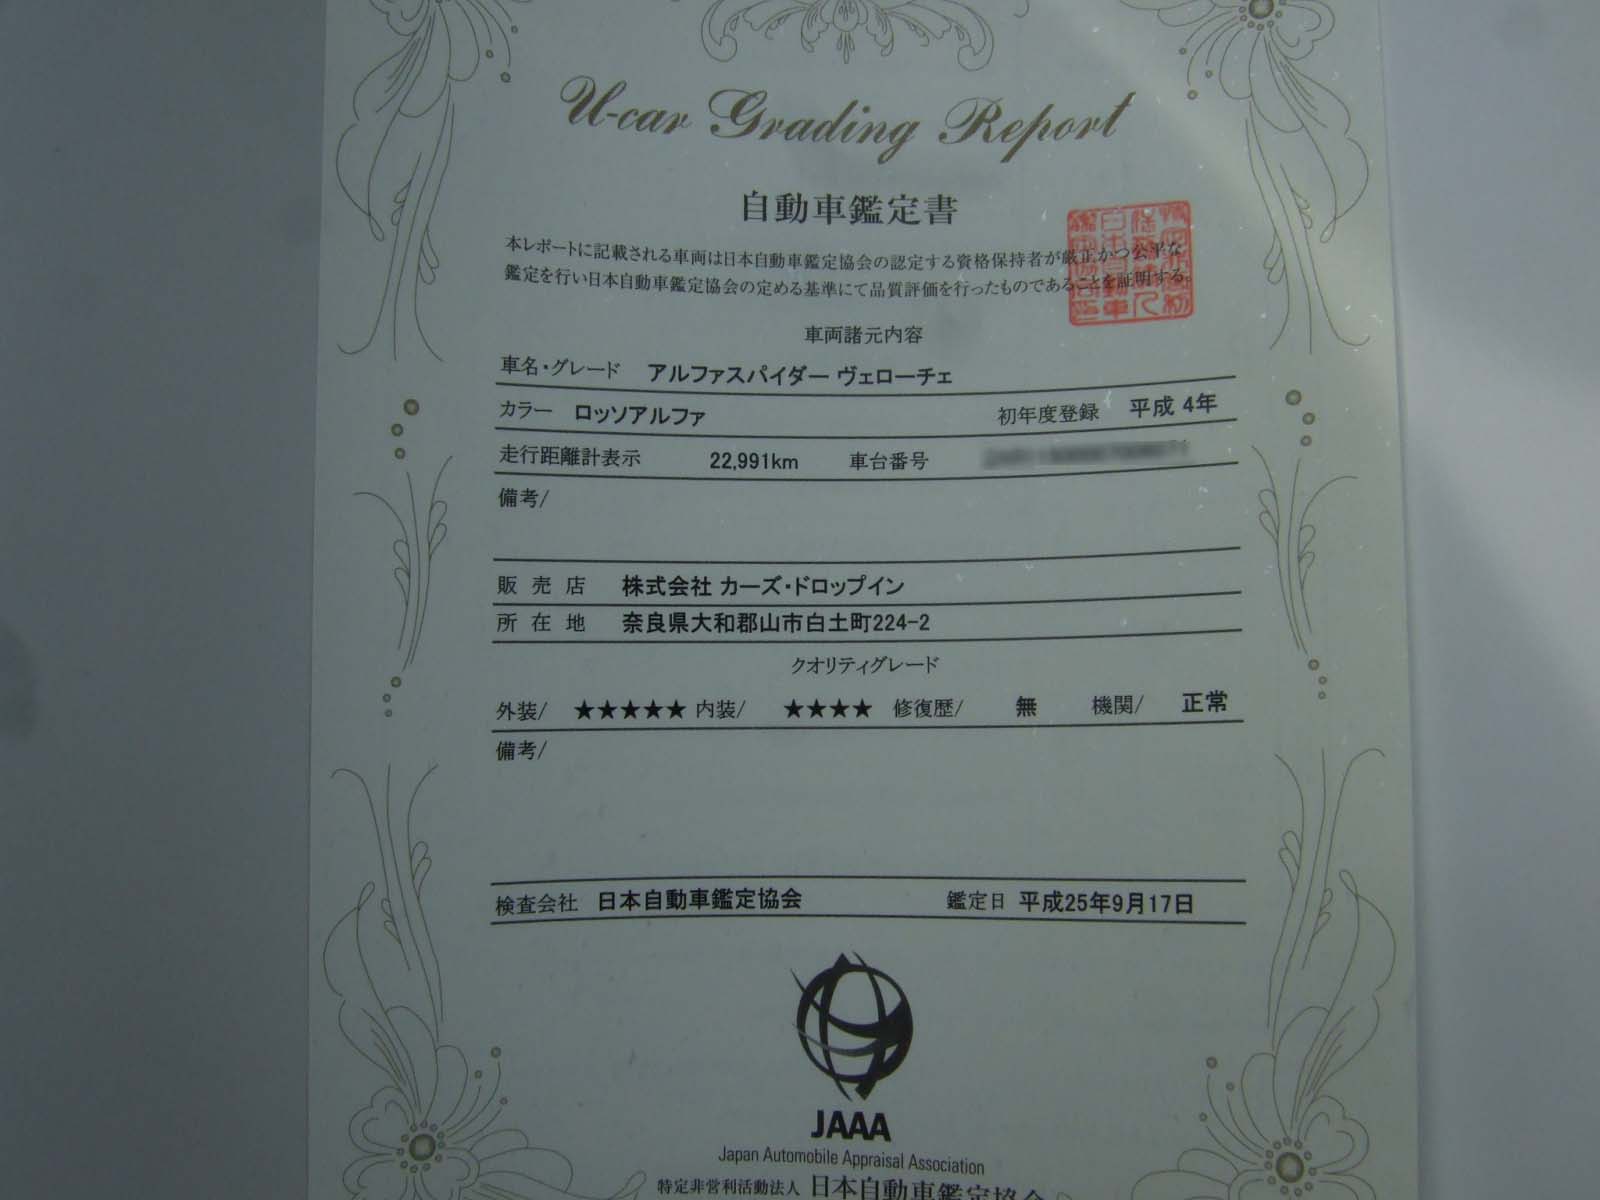 U-car Grading Report
自動車鑑定書
本レポートに記載される車両は日本自動車鑑定協会の認定する資格保持者が厳正かつ公平な
鑑定を行い日本自動車鑑定協会の定める基準にて品質評価を行ったものであることを証明する。
車両諸元内容
車名・グレード アルファスパイダー ヴェローチェ
カラー ロッソアルファ 初年度登録 平成 4年
走行距離計表示 22,991km 車台番号
備考/
販売店 株式会社 カーズ・ドロップイン
所在地 奈良県大和郡山市白土町224-2
クオリティグレード
外装/ ★★★★★ 内装/ ★★★★ 修復歴/ 無 機関/ 正常
備考/
検査会社 日本自動車鑑定協会 鑑定日 平成25年9月17日
JAAA
Japan Automobile Appraisal Association
特定非営利活動法人 日本自動車鑑定協会